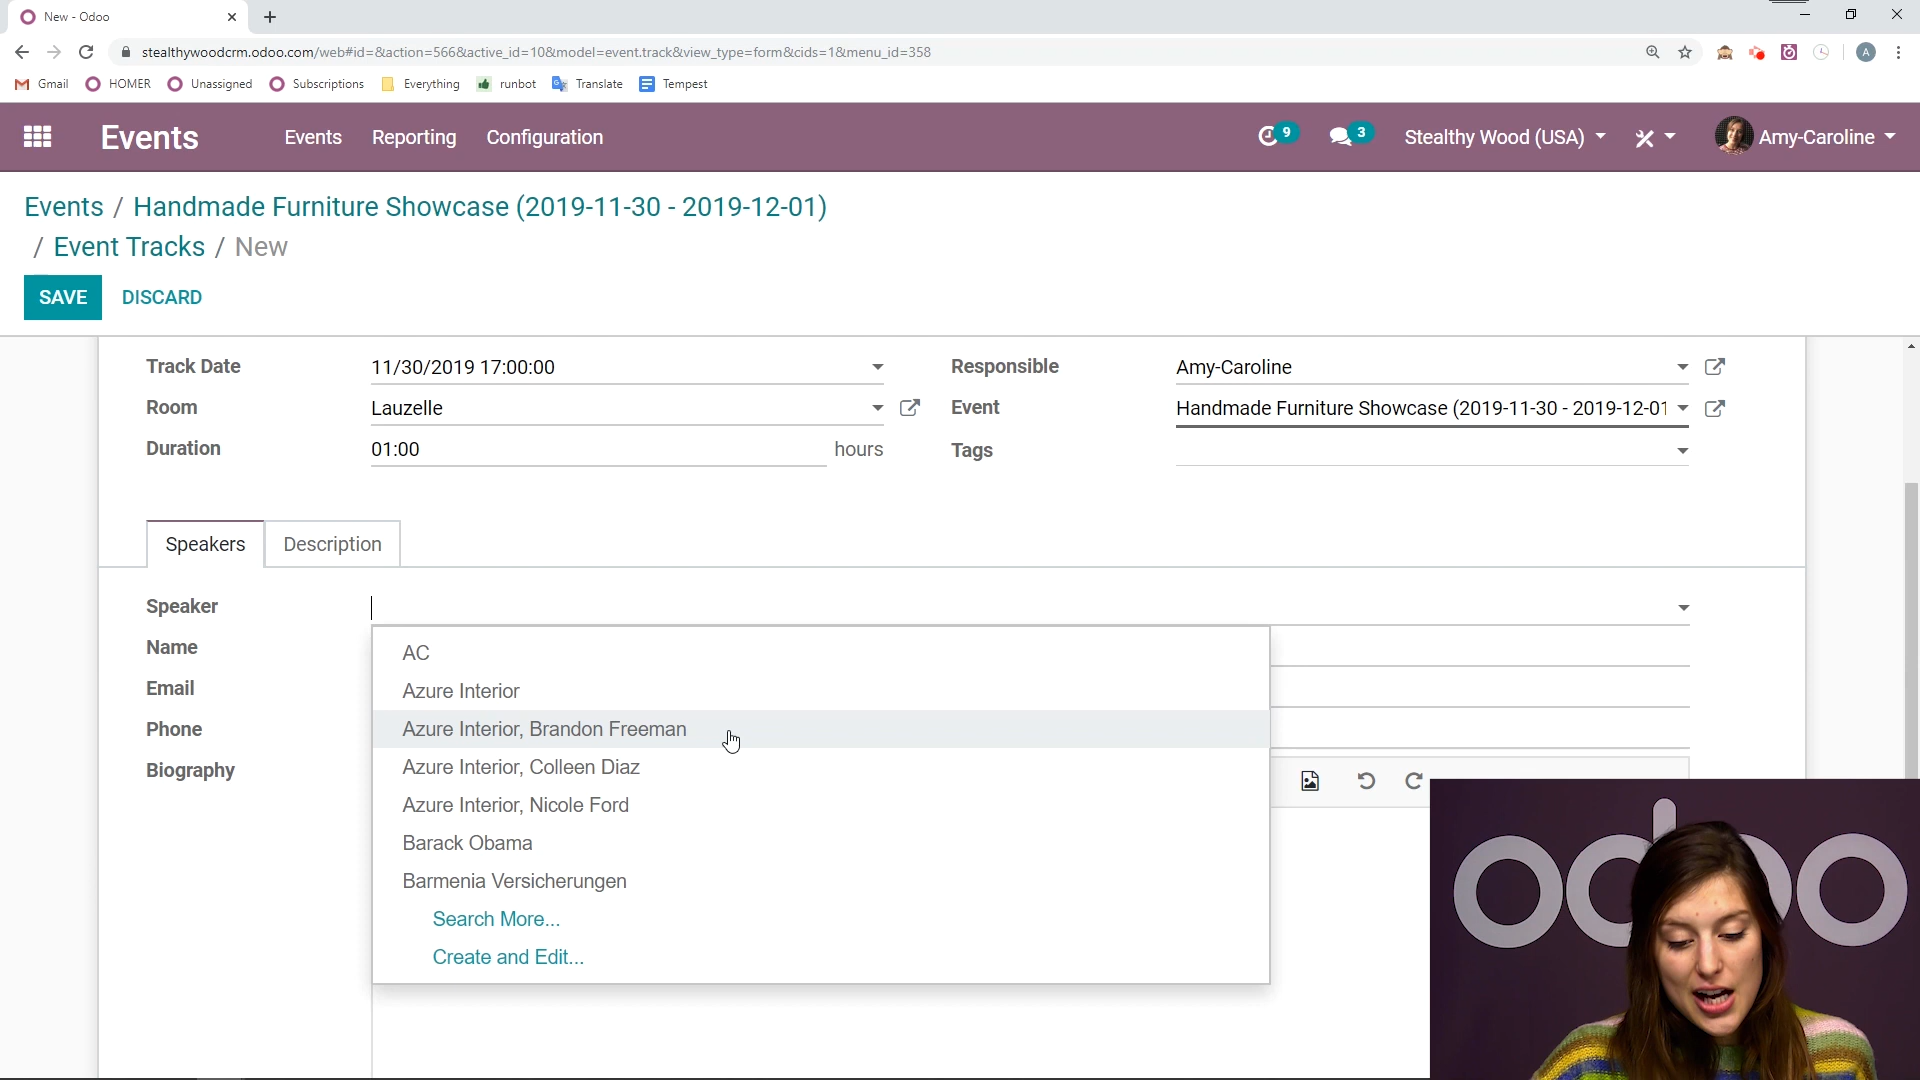 New - Odoo
stealthywoodcrm.odoo.com/web#id=&action=566&active_id=10&model=event.track&view_type=form&cids=1&menu_id=358
A
Gmail HOMER Unassigned Subscriptions Everything runbot Translate Tempest
Events Events Reporting Configuration 9 3 Stealthy Wood (USA) Amy-Caroline
Events / Handmade Furniture Showcase (2019-11-30 - 2019-12-01)
/ Event Tracks / New
SAVE DISCARD
Track Date 11/30/2019 17:00:00 Responsible Amy-Caroline
Room Lauzelle Event Handmade Furniture Showcase (2019-11-30 - 2019-12-01
Duration 01:00 hours Tags
Speakers Description
Speaker
Name
Email
Phone
Biography
AC
Azure Interior
Azure Interior, Brandon Freeman
Azure Interior, Colleen Diaz
Azure Interior, Nicole Ford
Barack Obama
Barmenia Versicherungen
Search More...
Create and Edit...
odoo